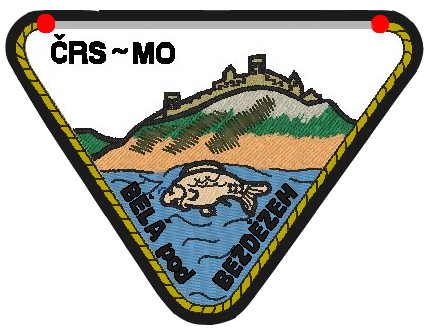 ČRS ~ MO
BĚLÁ pod
BEZDĚZEM